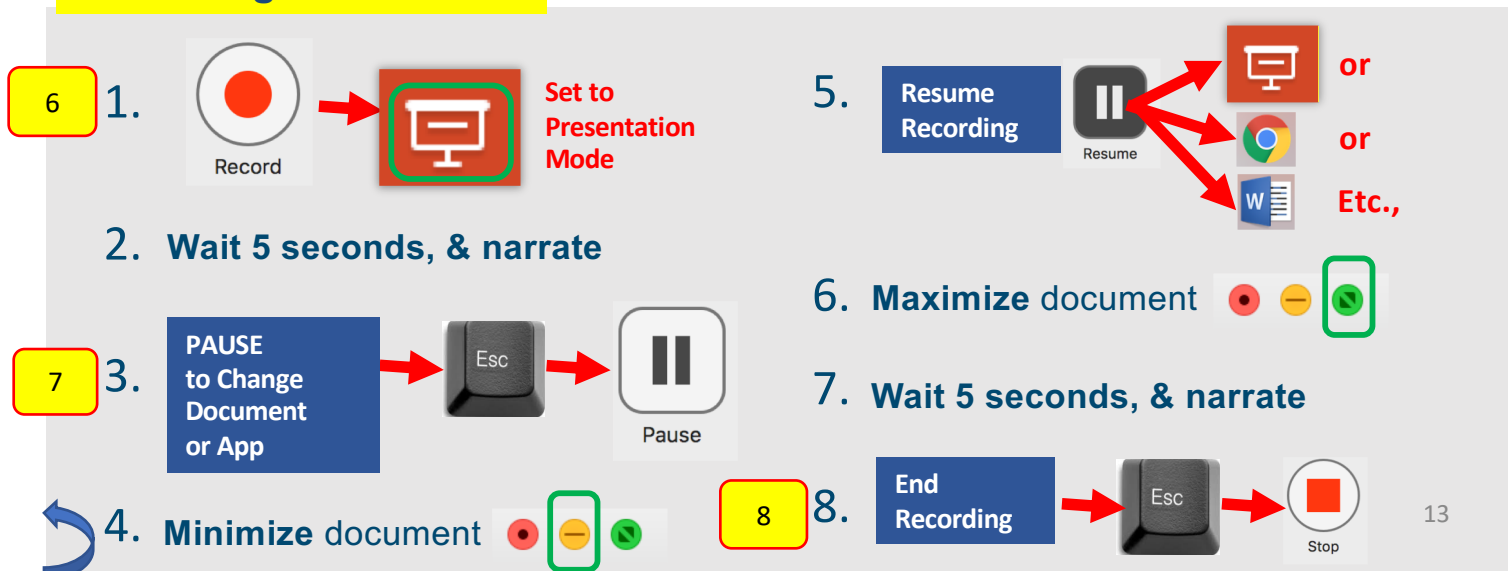 6
1.
Record
Set to
Presentation
Mode
2. Wait 5 seconds, & narrate
7
3.
PAUSE
to Change
Document
or App
Esc
Pause
4. Minimize document
5.
Resume
Recording
Resume
or
or
W
Etc.,
6. Maximize document
7. Wait 5 seconds, & narrate
8
8.
End
Recording
Esc
Stop
13